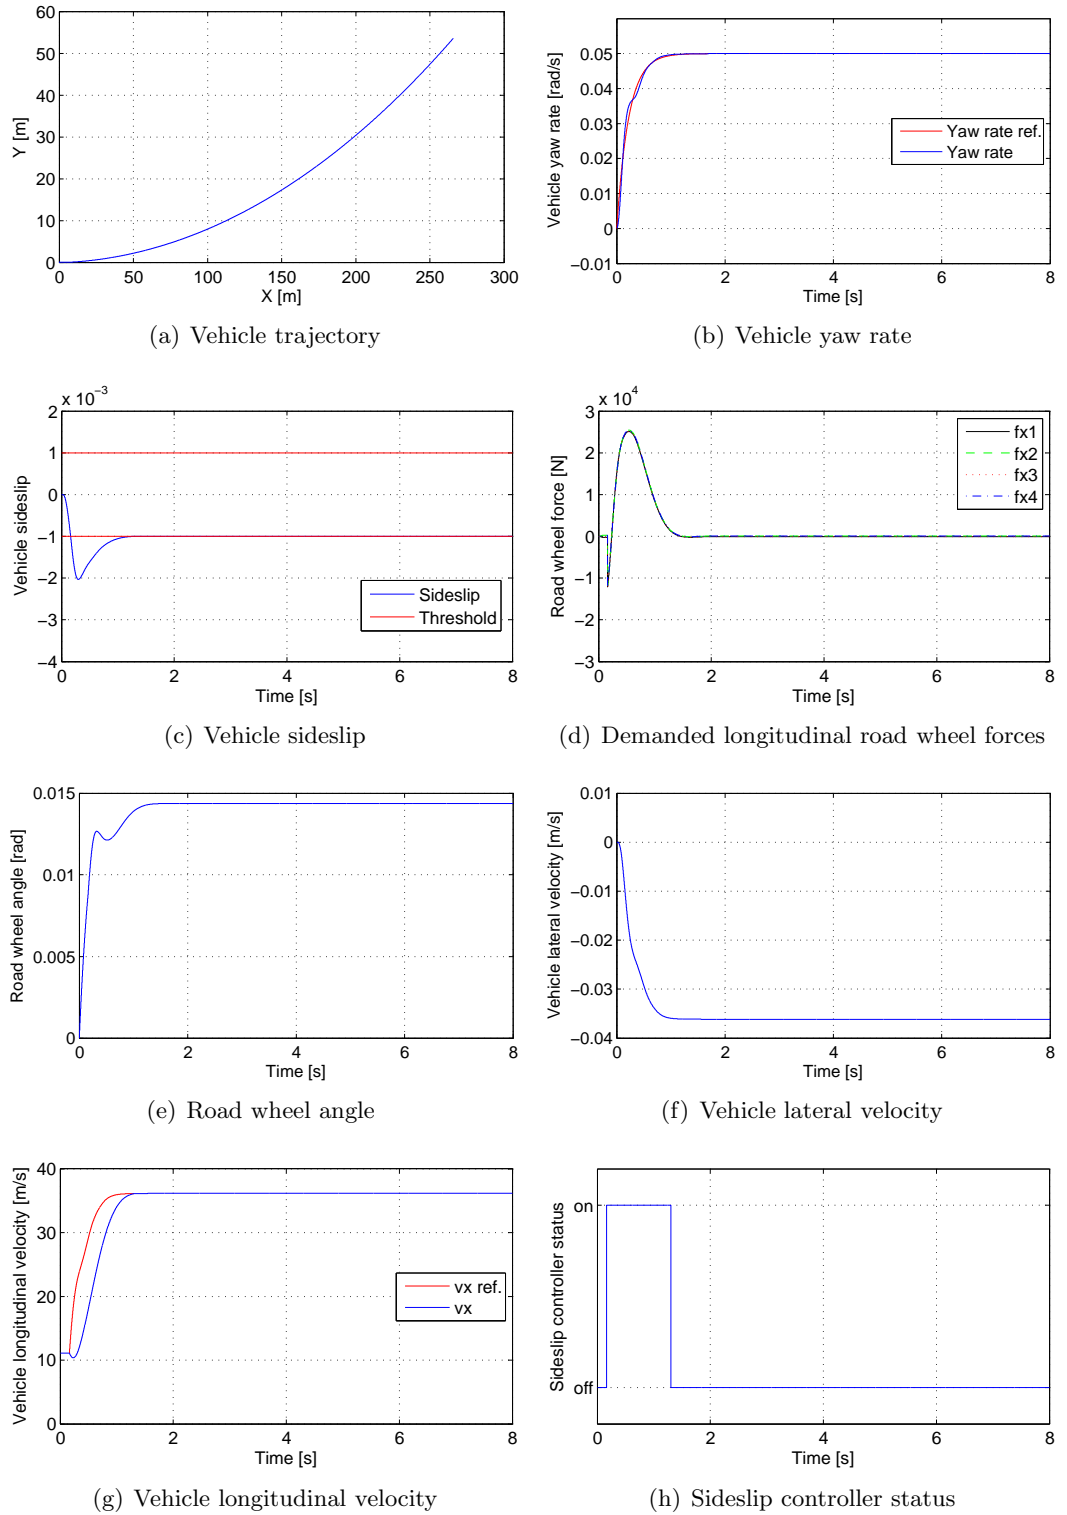 60
50
40
30
20
10
0
Y [m]
0 50 100 150 200 250 300
X [m]
(a) Vehicle trajectory
0.05
0.04
0.03
0.02
0.01
0
−0.01
Vehicle yaw rate [rad/s]
Yaw rate ref.
Yaw rate
0 2 4 6 8
Time [s]
(b) Vehicle yaw rate
x 10⁻³
2
1
0
−1
−2
−3
−4
Vehicle sideslip
Sideslip
Threshold
0 2 4 6 8
Time [s]
(c) Vehicle sideslip
x 10⁴
3
2
1
0
−1
−2
−3
Road wheel force [N]
fx1
fx2
fx3
fx4
0 2 4 6 8
Time [s]
(d) Demanded longitudinal road wheel forces
0.015
0.01
0.005
0
Road wheel angle [rad]
0 2 4 6 8
Time [s]
(e) Road wheel angle
0.01
0
−0.01
−0.02
−0.03
−0.04
Vehicle lateral velocity [m/s]
0 2 4 6 8
Time [s]
(f) Vehicle lateral velocity
40
30
20
10
0
Vehicle longitudinal velocity [m/s]
vx ref.
vx
0 2 4 6 8
Time [s]
(g) Vehicle longitudinal velocity
on
off
Sideslip controller status
0 2 4 6 8
Time [s]
(h) Sideslip controller status